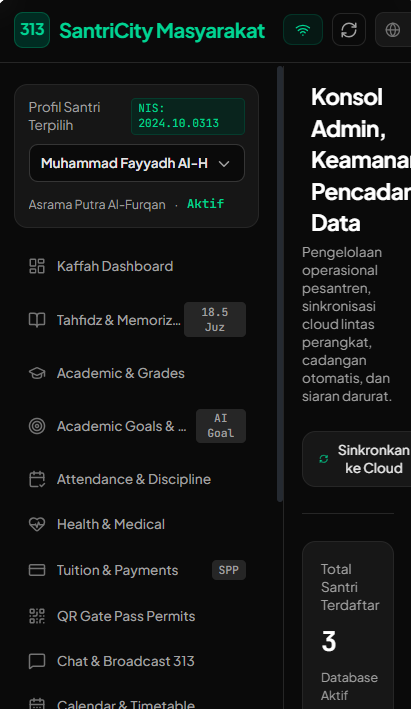 313 SantriCity Masyarakat
Profil Santri
Terpilih
NIS:
2024.10.0313
Muhammad Fayyadh Al-H
Asrama Putra Al-Furqan · Aktif
Kaffah Dashboard
Tahfidz & Memoriz...
18.5
Juz
Academic & Grades
Academic Goals & ...
AI
Goal
Attendance & Discipline
Health & Medical
Tuition & Payments
SPP
QR Gate Pass Permits
Chat & Broadcast 313
Calendar & Timetable
Konsol
Admin,
Keamana
Pencadan
Data
Pengelolaan
operasional
pesantren,
sinkronisasi
cloud lintas
perangkat,
cadangan
otomatis, dan
siaran darurat.
Sinkronkan
ke Cloud
Total
Santri
Terdaftar
3
Database
Aktif